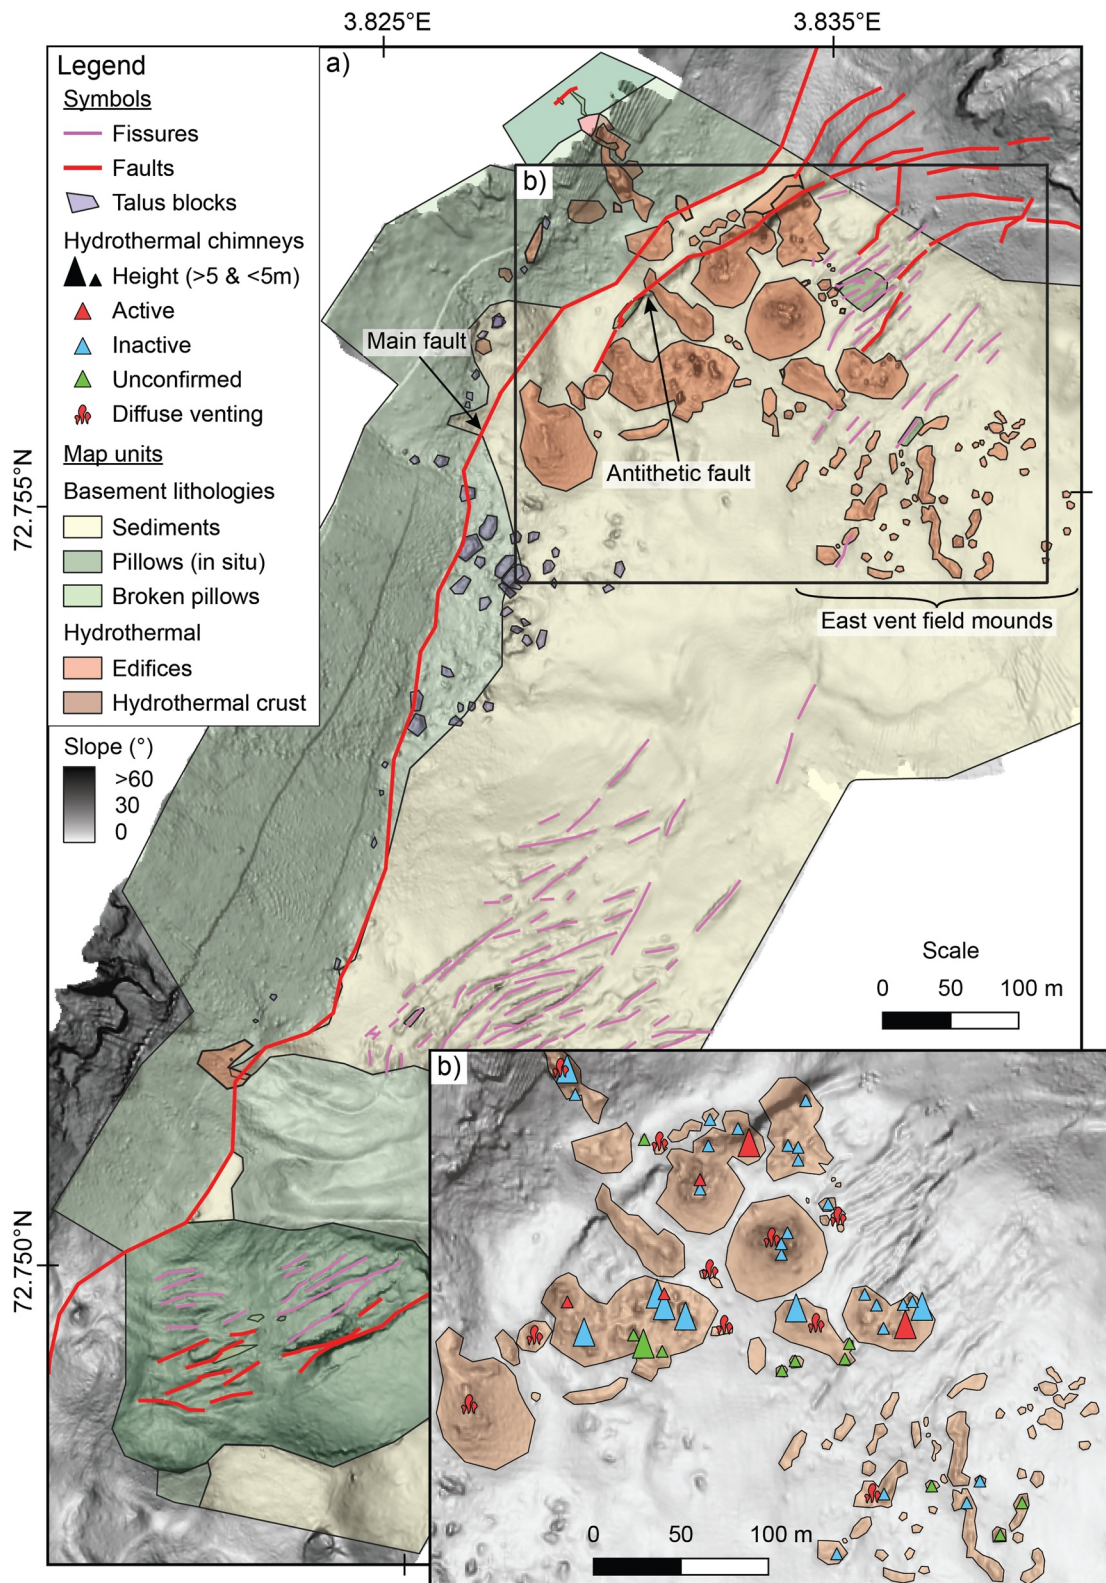 3.825°E
3.835°E
Legend
a)
Symbols
Fissures
Faults
b)
Talus blocks
Hydrothermal chimneys
Height (>5 & <5m)
Active
Main fault
Inactive
Unconfirmed
Diffuse venting
Map units
Antithetic fault
Basement lithologies
72.755°N
Sediments
Pillows (in situ)
Broken pillows
East vent field mounds
Hydrothermal
Edifices
Hydrothermal crust
Slope (°)
>60
30
0
Scale
0 50 100 m
b)
72.750°N
0 50 100 m